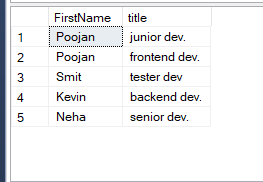 FirstName title
1 Poojan junior dev.
2 Poojan frontend dev.
3 Smit tester dev
4 Kevin backend dev.
5 Neha senior dev.